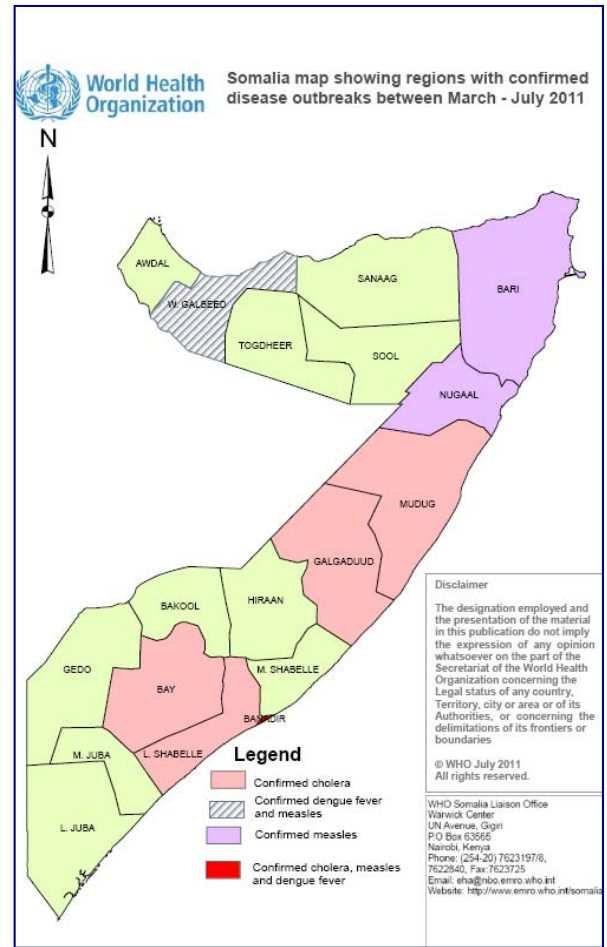 World Health
Organization
Somalia map showing regions with confirmed
disease outbreaks between March - July 2011
N
AWDAL
SANAAG
BARI
W. GALBEED
TOGDHEER
SOOL
NUGAAL
MUDUG
GALGADUUD
HIRAAN
BAKOOL
GEDO
M. SHABELLE
BAY
BANADIR
M. JUBA
L. SHABELLE
L. JUBA
Legend
Confirmed cholera
Confirmed dengue fever
and measles
Confirmed measles
Confirmed cholera, measles
and dengue fever
Disclaimer
The designation employed and
the presentation of the material
in this publication do not imply
the expression of any opinion
whatsoever on the part of the
Secretariat of the World Health
Organization concerning the
Legal status of any country,
Territory, city or area or of its
Authorities, or concerning the
delimitations of its frontiers or
boundaries
© WHO July 2011
All rights reserved.
WHO Somalia Liaison Office
Warwick Center
UN Avenue, Gigiri
P.O Box 63565
Nairobi, Kenya
Phone: (254-20) 7623197/8,
7622840, Fax:7623725
Email: eha@nbo.emro.who.int
Website: http://www.emro.who.int/somalia